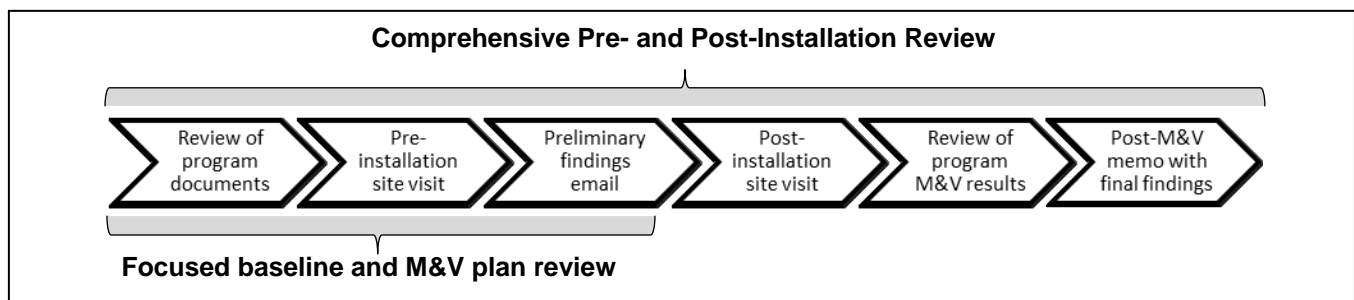 Comprehensive Pre- and Post-Installation Review
Review of
program
documents
Pre-
installation
site visit
Preliminary
findings
email
Post-
installation
site visit
Review of
program
M&V results
Post-M&V
memo with
final findings
Focused baseline and M&V plan review